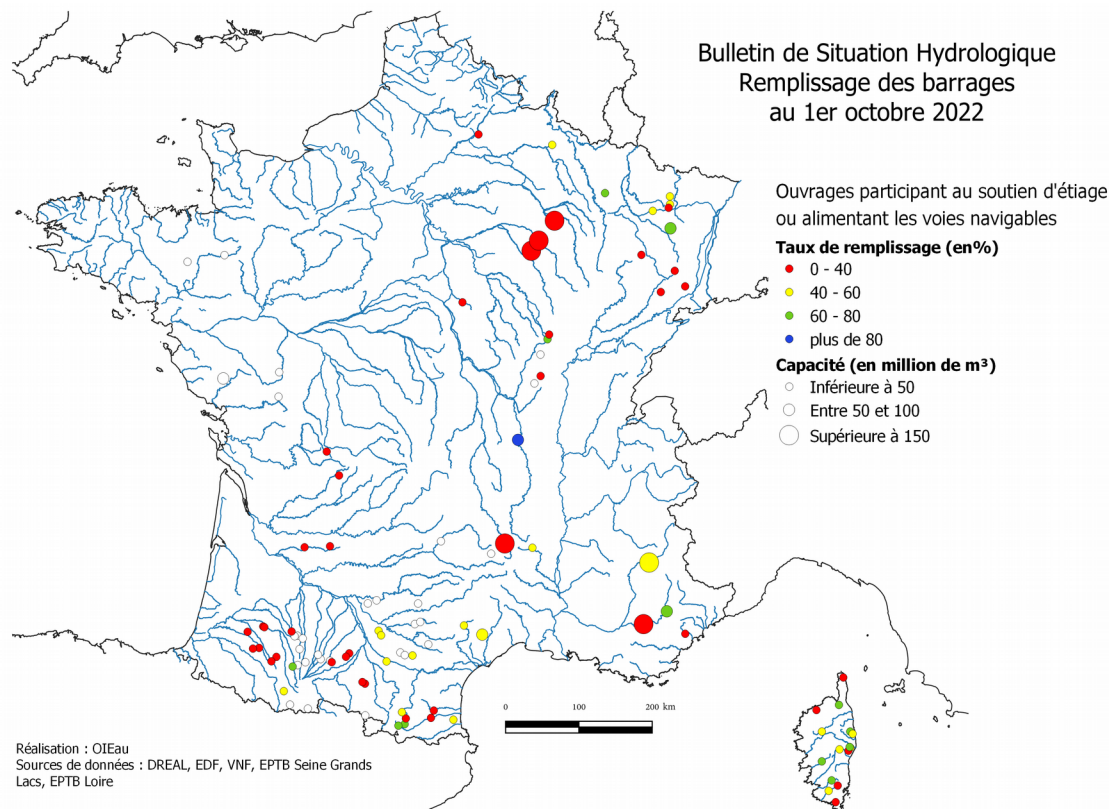 Bulletin de Situation Hydrologique
Remplissage des barrages
au 1er octobre 2022
Ouvrages participant au soutien d'étiage
ou alimentant les voies navigables
Taux de remplissage (en%)
0 - 40
40 - 60
60 - 80
plus de 80
Capacité (en million de m³)
Inférieure à 50
Entre 50 et 100
Supérieure à 150
0 100 200 km
Réalisation : OIEau
Sources de données : DREAL, EDF, VNF, EPTB Seine Grands
Lacs, EPTB Loire